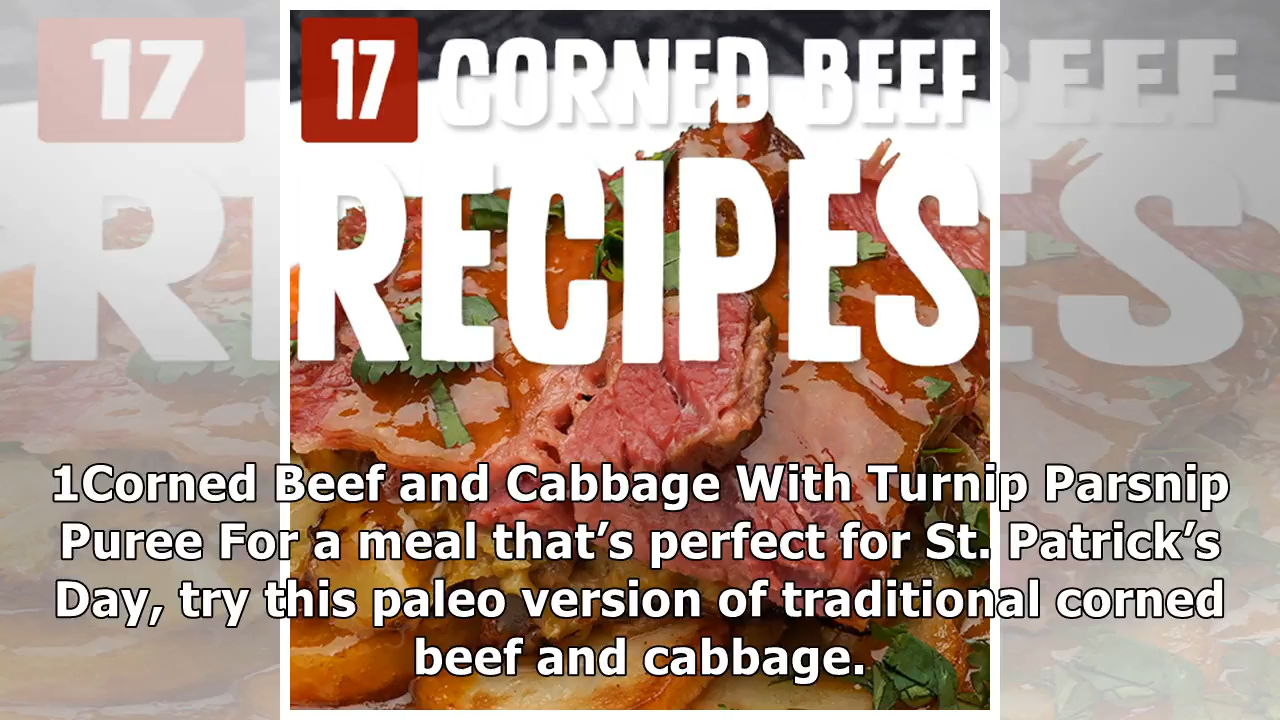 17 CORNED BEEF
RECIPES
1Corned Beef and Cabbage With Turnip Parsnip
Puree For a meal that’s perfect for St. Patrick’s
Day, try this paleo version of traditional corned
beef and cabbage.